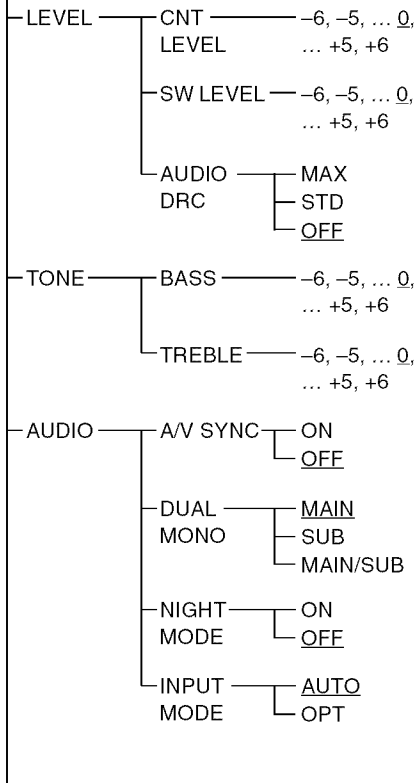 LEVEL CNT LEVEL –6, –5, … 0, … +5, +6
SW LEVEL –6, –5, … 0, … +5, +6
AUDIO DRC MAX
STD
OFF
TONE BASS –6, –5, … 0, … +5, +6
TREBLE –6, –5, … 0, … +5, +6
AUDIO A/V SYNC ON
OFF
DUAL MONO MAIN
SUB
MAIN/SUB
NIGHT MODE ON
OFF
INPUT MODE AUTO
OPT